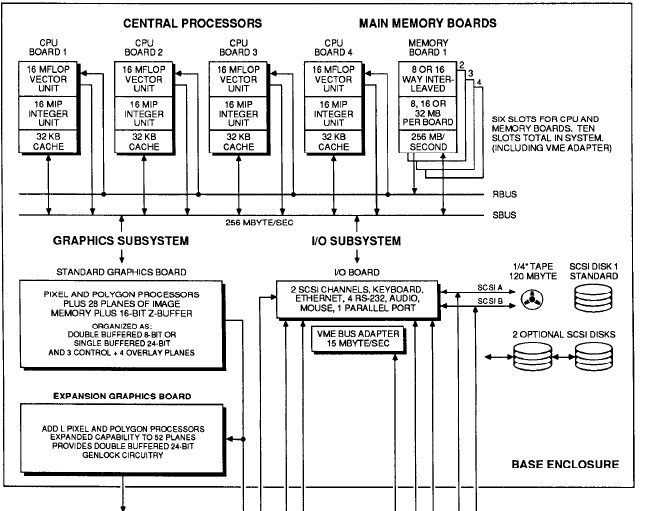 CENTRAL PROCESSORS
MAIN MEMORY BOARDS
CPU
BOARD 1
CPU
BOARD 2
CPU
BOARD 3
CPU
BOARD 4
MEMORY
BOARD 1
16 MFLOP
VECTOR
UNIT
16 MIP
INTEGER
UNIT
32 KB
CACHE
16 MFLOP
VECTOR
UNIT
16 MIP
INTEGER
UNIT
32 KB
CACHE
16 MFLOP
VECTOR
UNIT
16 MIP
INTEGER
UNIT
32 KB
CACHE
16 MFLOP
VECTOR
UNIT
16 MIP
INTEGER
UNIT
32 KB
CACHE
8 OR 16
WAY INTER-
LEAVED
8, 16 OR
32 MB
PER BOARD
256 MB/
SECOND
2
3
4
SIX SLOTS FOR CPU AND
MEMORY BOARDS. TEN
SLOTS TOTAL IN SYSTEM.
(INCLUDING VME ADAPTER)
RBUS
SBUS
256 MBYTE/SEC
GRAPHICS SUBSYSTEM
I/O SUBSYSTEM
STANDARD GRAPHICS BOARD
PIXEL AND POLYGON PROCESSORS
PLUS 28 PLANES OF IMAGE
MEMORY PLUS 16-BIT Z-BUFFER
ORGANIZED AS:
DOUBLE BUFFERED 8-BIT OR
SINGLE BUFFERED 24-BIT
AND 3 CONTROL + 4 OVERLAY PLANES
I/O BOARD
2 SCSI CHANNELS, KEYBOARD,
ETHERNET, 4 RS-232, AUDIO,
MOUSE, 1 PARALLEL PORT
VME BUS ADAPTER
15 MBYTE/SEC
SCSI A
SCSI B
1/4" TAPE
120 MBYTE
SCSI DISK 1
STANDARD
2 OPTIONAL SCSI DISKS
EXPANSION GRAPHICS BOARD
ADD L PIXEL AND POLYGON PROCESSORS
EXPANDED CAPABILITY TO 52 PLANES
PROVIDES DOUBLE BUFFERED 24-BIT
GENLOCK CIRCUITRY
BASE ENCLOSURE